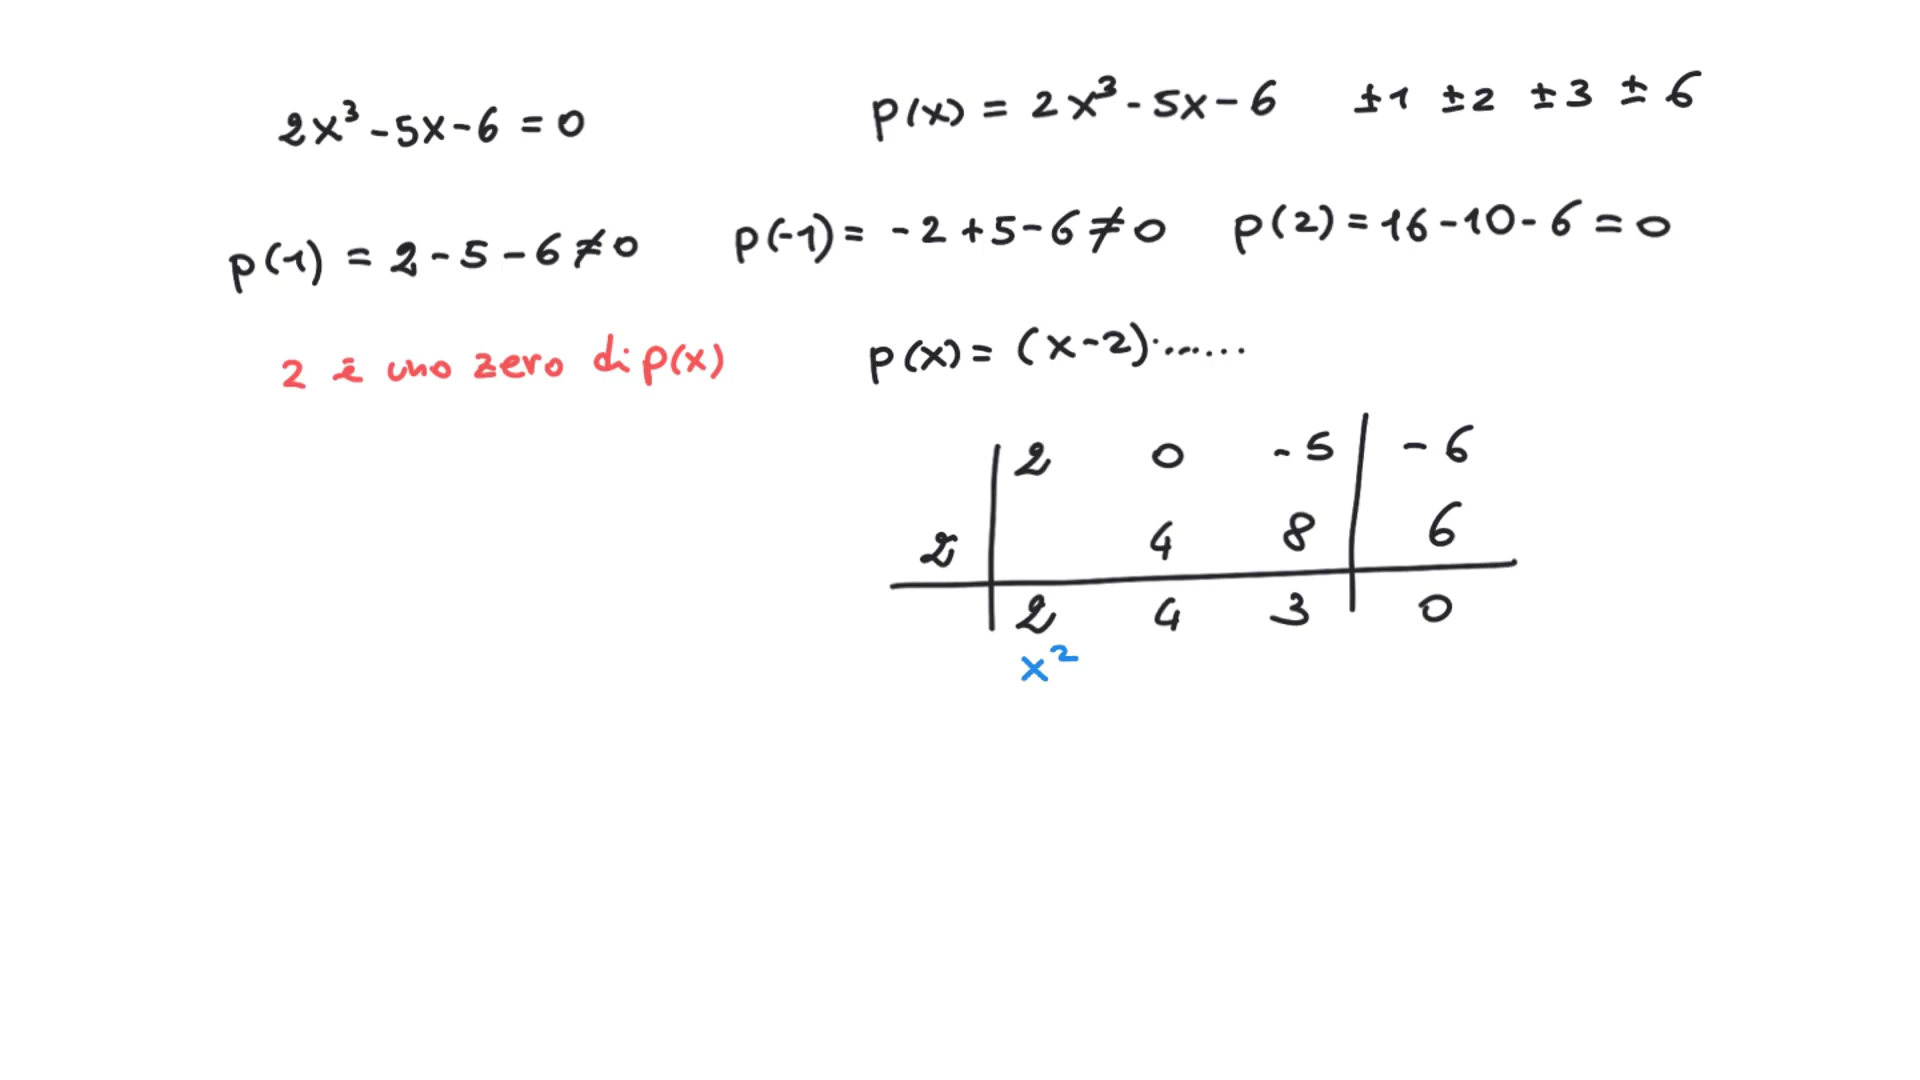 2x³ - 5x - 6 = 0    p(x) = 2x³ - 5x - 6    ±1 ±2 ±3 ±6
p(1) = 2 - 5 - 6 ≠ 0    p(-1) = -2 + 5 - 6 ≠ 0    p(2) = 16 - 10 - 6 = 0
2 è uno zero di p(x)    p(x) = (x - 2)·......
2 0 -5 -6
2 4 8 6
2 4 3 0
x²